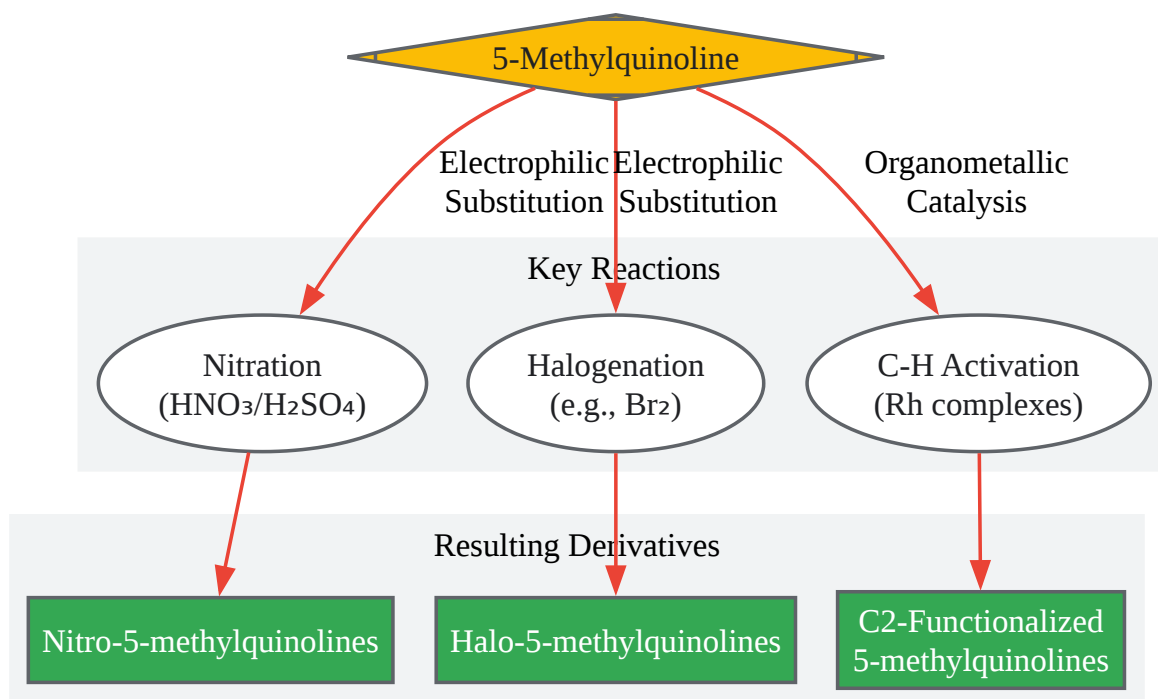 5-Methylquinoline
Electrophilic
Substitution
Electrophilic
Substitution
Organometallic
Catalysis
Key Reactions
Nitration
(HNO₃/H₂SO₄)
Halogenation
(e.g., Br₂)
C-H Activation
(Rh complexes)
Resulting Derivatives
Nitro-5-methylquinolines
Halo-5-methylquinolines
C2-Functionalized
5-methylquinolines